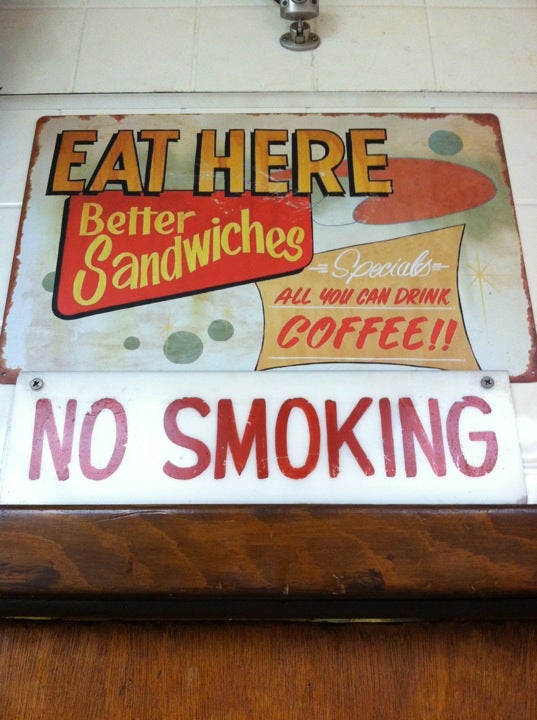 EAT HERE
Better
Sandwiches
Specials
ALL YOU CAN DRINK
COFFEE!!
NO SMOKING